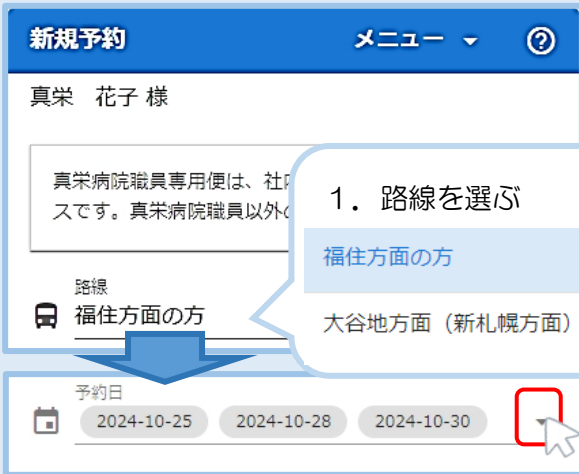 新規予約 メニュー
真栄 花子 様
真栄病院職員専用便は、社
スです。真栄病院職員以外
1. 路線を選ぶ
福住方面の方
大谷地方面（新札幌方面）
路線
福住方面の方
予約日
2024-10-25 2024-10-28 2024-10-30